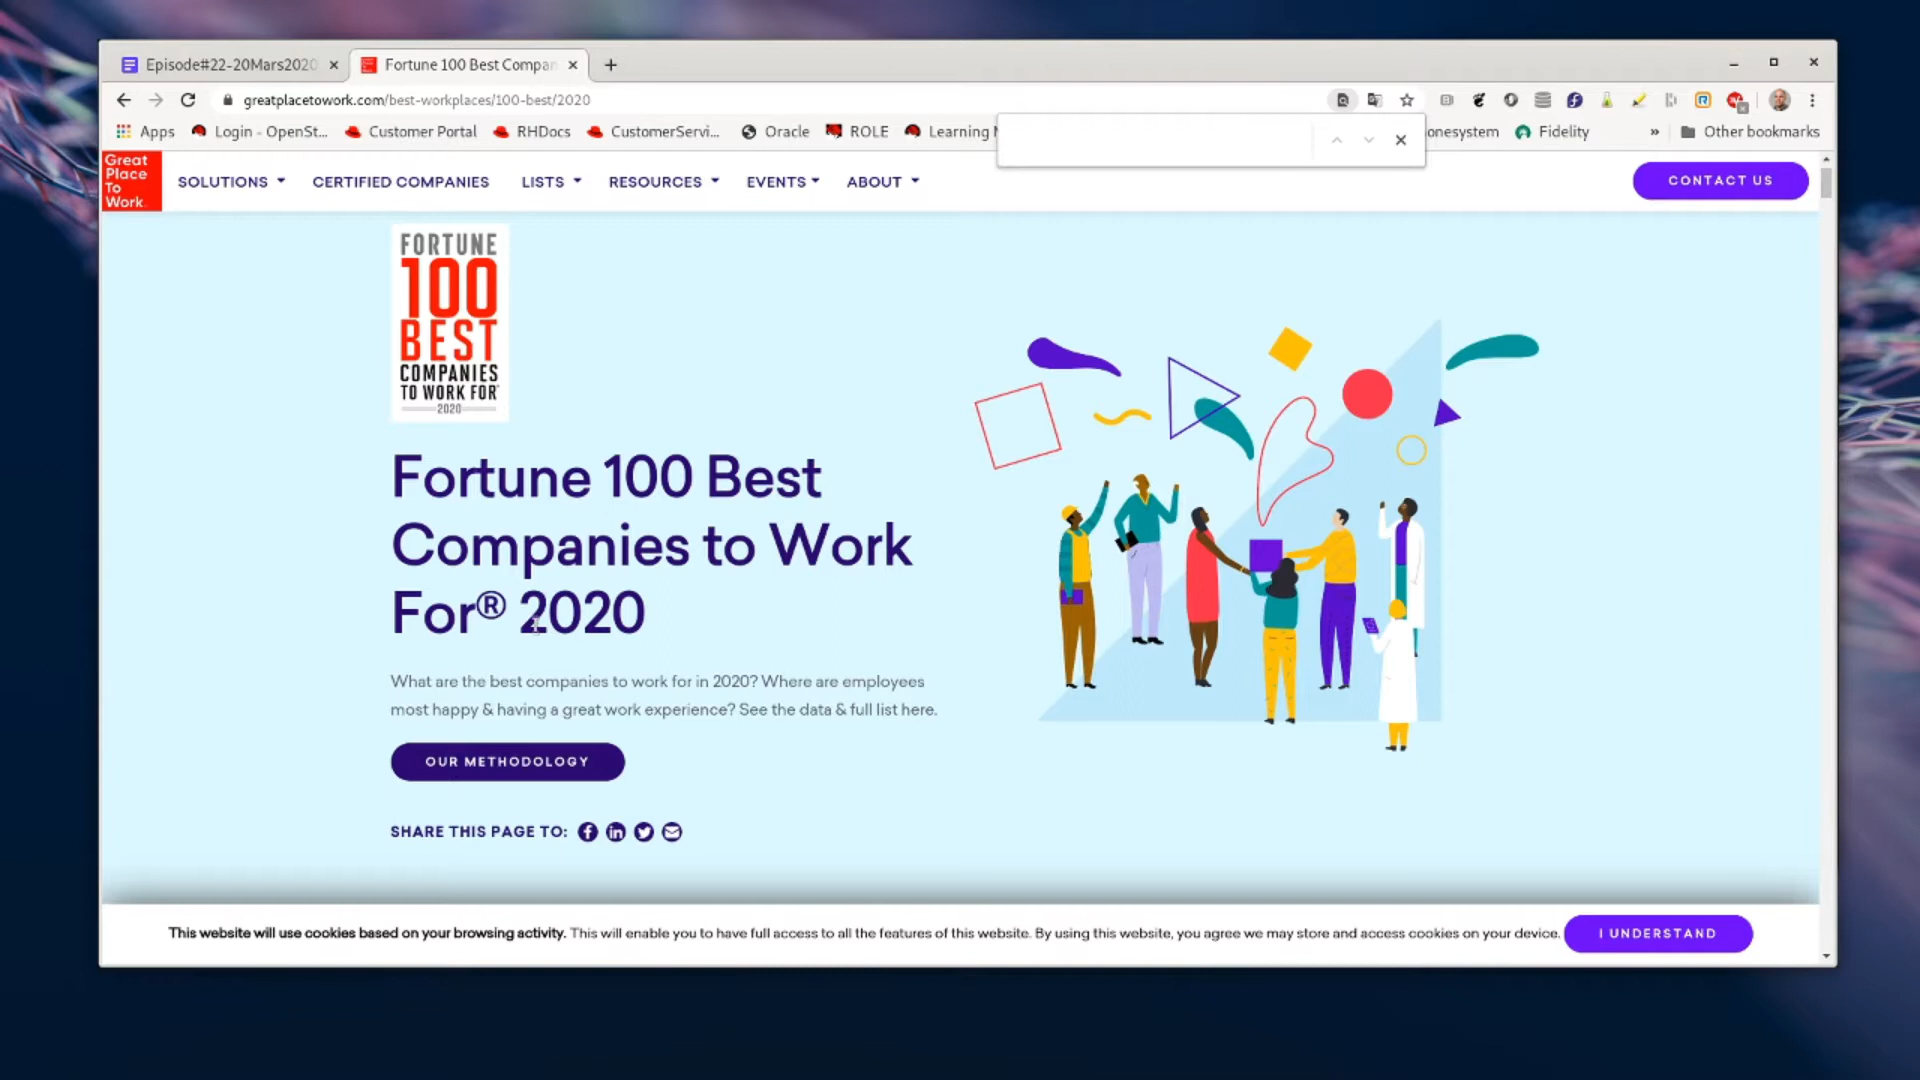 Episode#22-20Mars2020
Fortune 100 Best Compan
greatplacetowork.com/best-workplaces/100-best/2020
Apps
Login - OpenSt...
Customer Portal
RHDocs
CustomerServi...
Oracle
ROLE
Learning
onesystem
Fidelity
»
Other bookmarks
Great
Place
To
Work.
SOLUTIONS
CERTIFIED COMPANIES
LISTS
RESOURCES
EVENTS
ABOUT
CONTACT US
FORTUNE
100
BEST
COMPANIES
TO WORK FOR®
2020
Fortune 100 Best
Companies to Work
For® 2020
What are the best companies to work for in 2020? Where are employees
most happy & having a great work experience? See the data & full list here.
OUR METHODOLOGY
SHARE THIS PAGE TO:
This website will use cookies based on your browsing activity. This will enable you to have full access to all the features of this website. By using this website, you agree we may store and access cookies on your device.
I UNDERSTAND